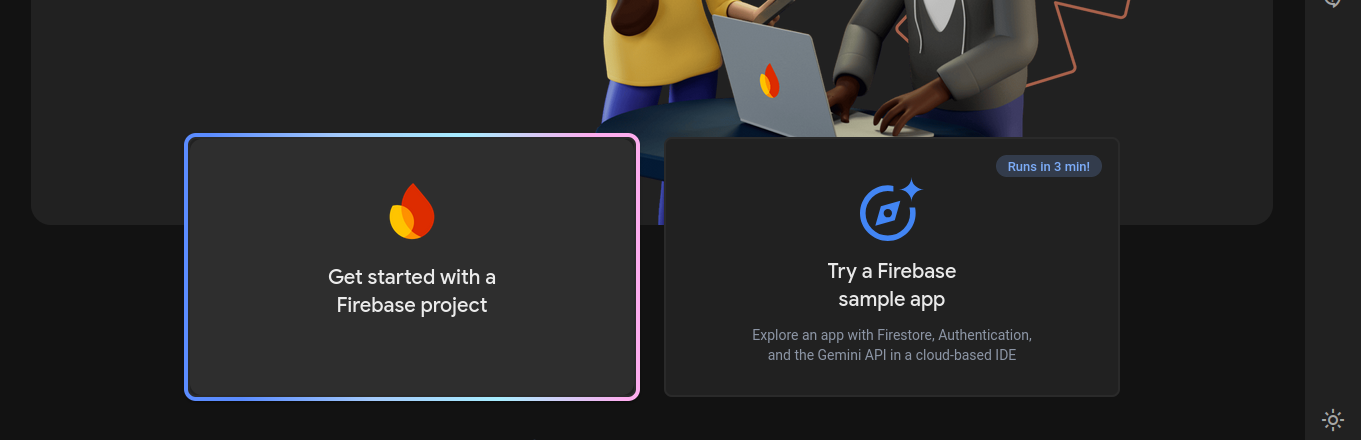 Runs in 3 min!
Get started with a
Firebase project
Try a Firebase
sample app
Explore an app with Firestore, Authentication,
and the Gemini API in a cloud-based IDE